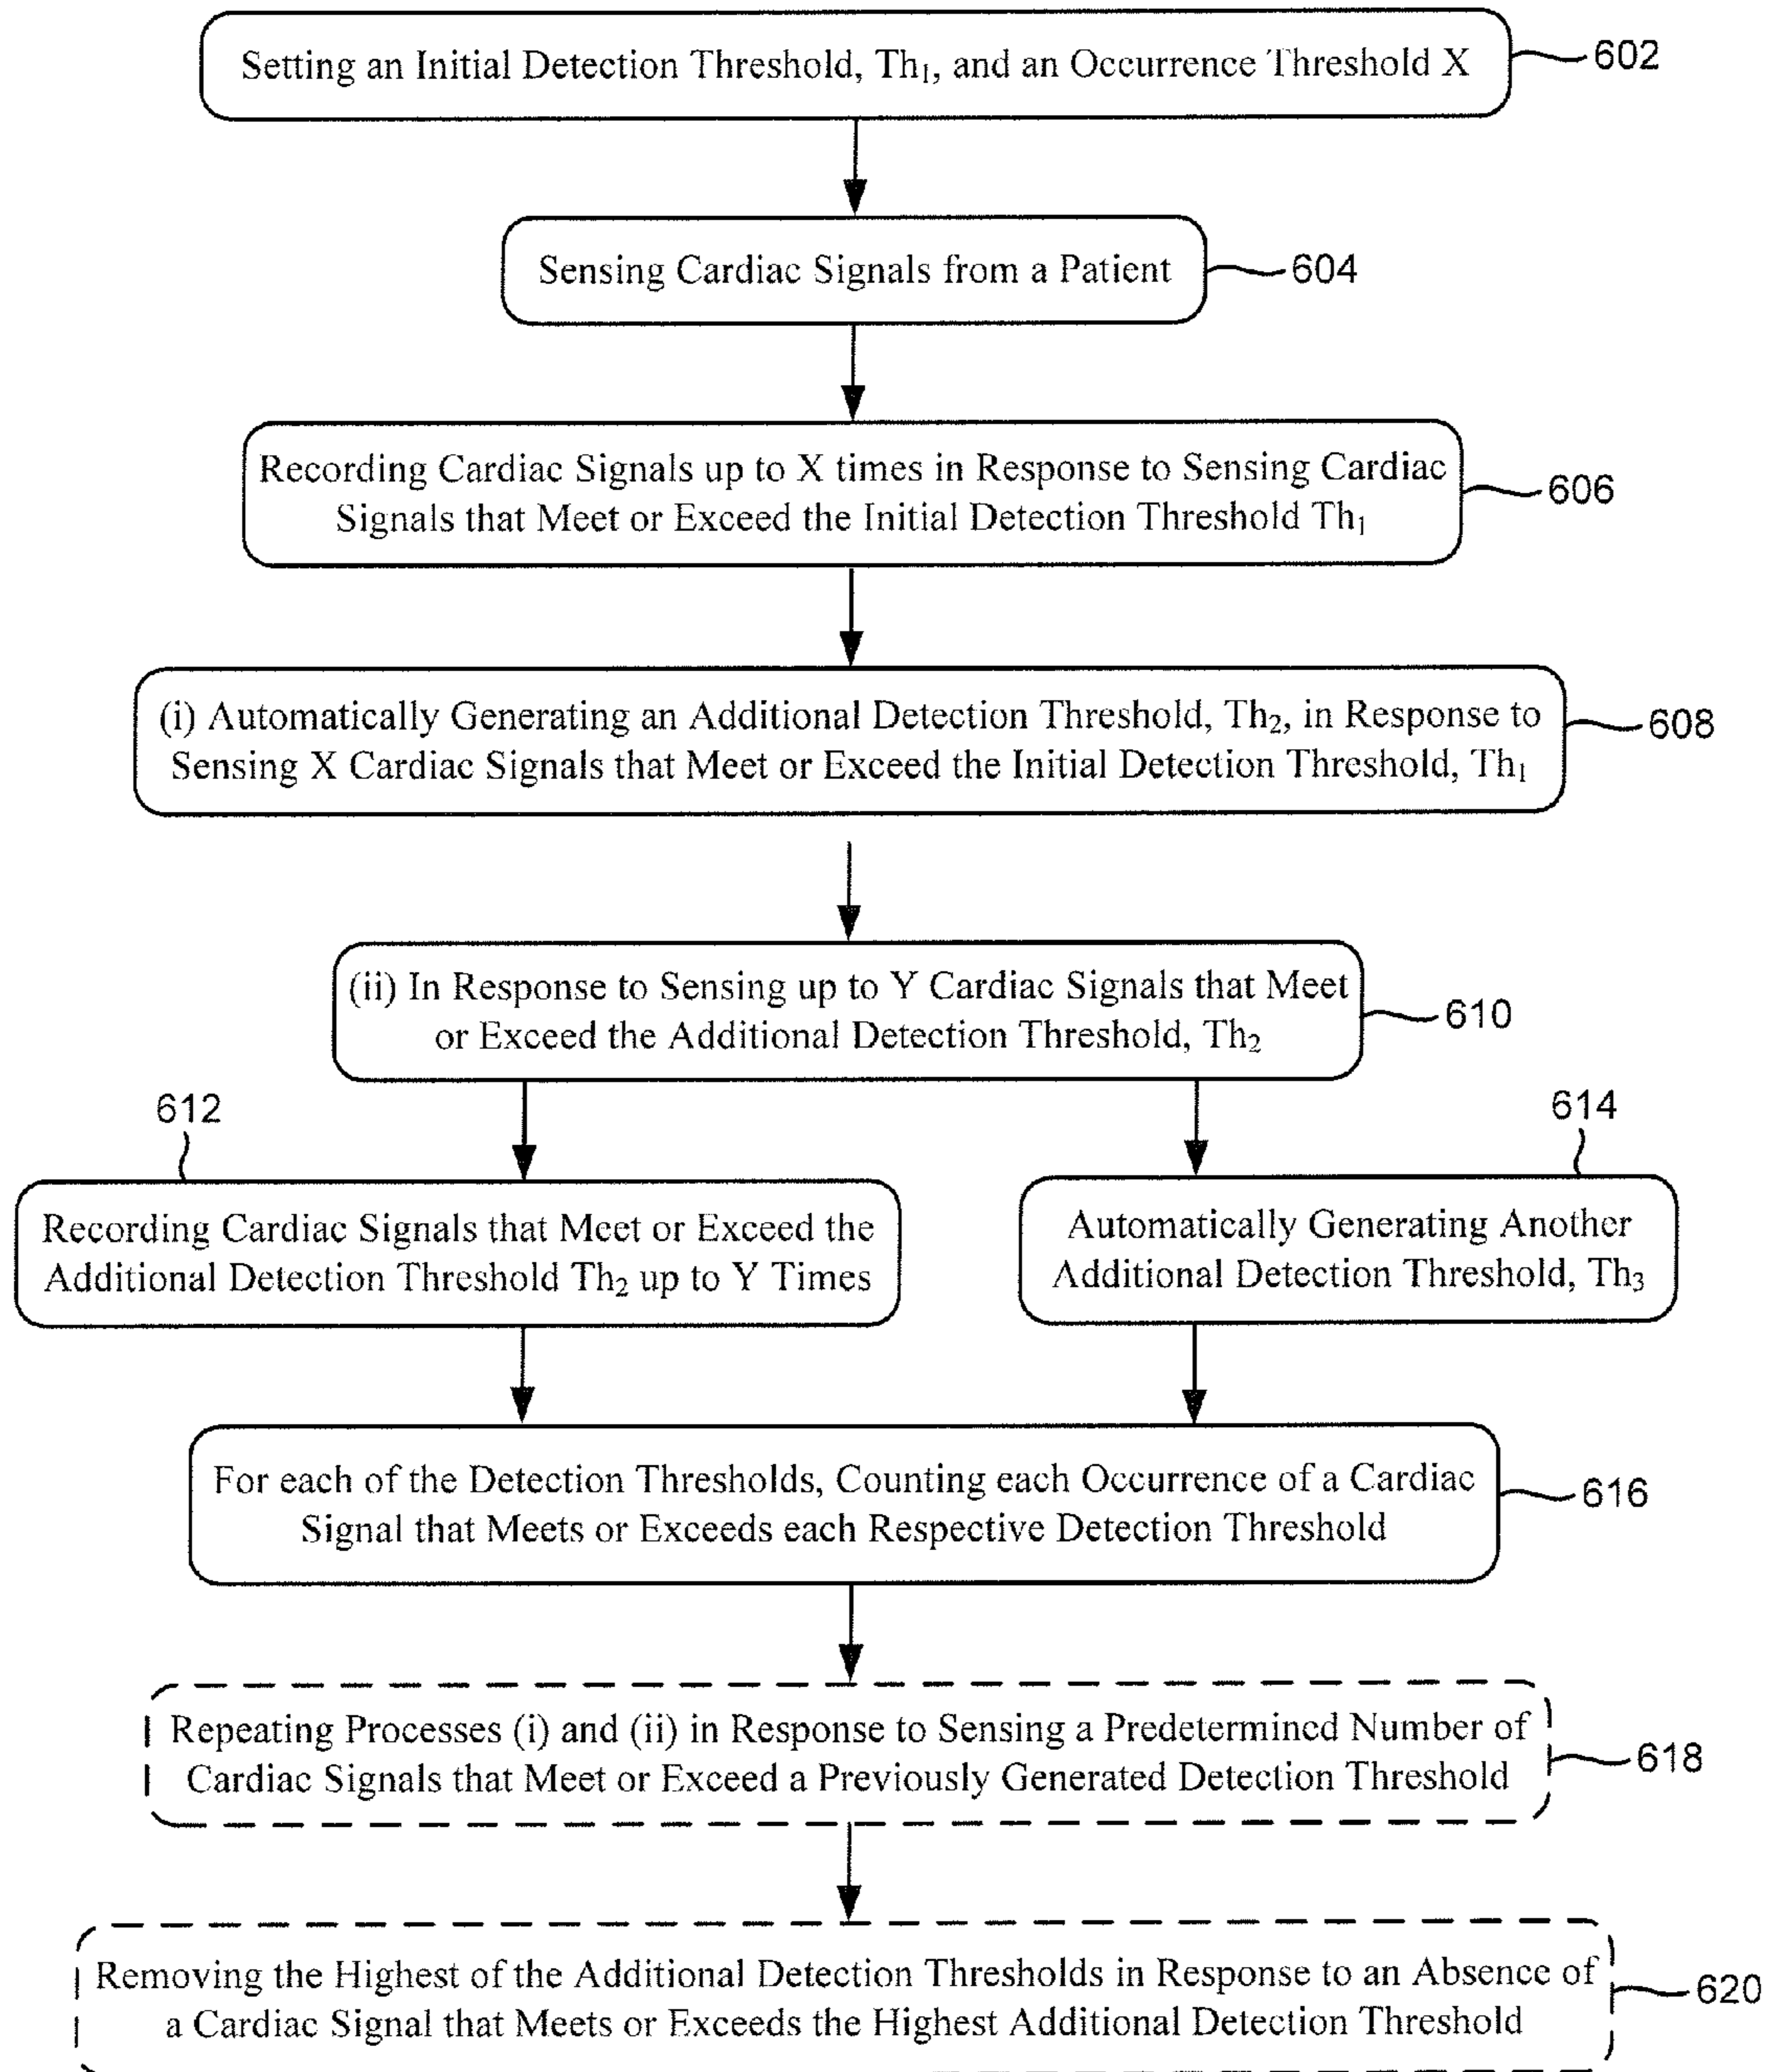 Setting an Initial Detection Threshold, Th₁, and an Occurrence Threshold X
602
Sensing Cardiac Signals from a Patient
604
Recording Cardiac Signals up to X times in Response to Sensing Cardiac
Signals that Meet or Exceed the Initial Detection Threshold Th₁
606
(i) Automatically Generating an Additional Detection Threshold, Th₂, in Response to
Sensing X Cardiac Signals that Meet or Exceed the Initial Detection Threshold, Th₁
608
(ii) In Response to Sensing up to Y Cardiac Signals that Meet
or Exceed the Additional Detection Threshold, Th₂
610
612
Recording Cardiac Signals that Meet or Exceed the
Additional Detection Threshold Th₂ up to Y Times
614
Automatically Generating Another
Additional Detection Threshold, Th₃
For each of the Detection Thresholds, Counting each Occurrence of a Cardiac
Signal that Meets or Exceeds each Respective Detection Threshold
616
Repeating Processes (i) and (ii) in Response to Sensing a Predetermined Number of
Cardiac Signals that Meet or Exceed a Previously Generated Detection Threshold
618
Removing the Highest of the Additional Detection Thresholds in Response to an Absence of
a Cardiac Signal that Meets or Exceeds the Highest Additional Detection Threshold
620